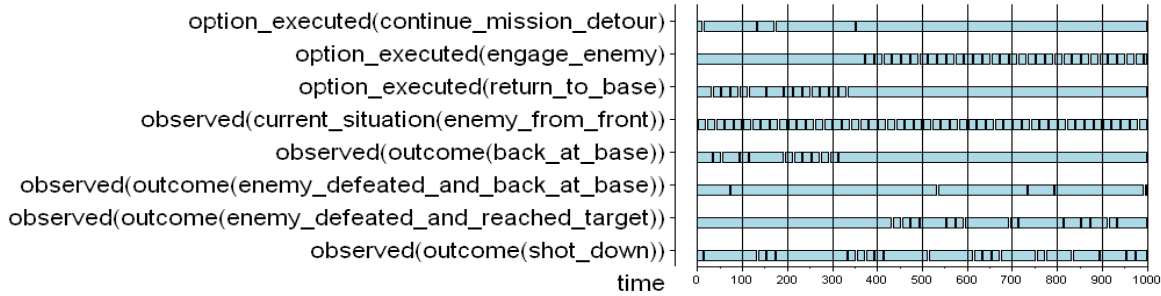 option_executed(continue_mission_detour)
option_executed(engage_enemy)
option_executed(return_to_base)
observed(current_situation(enemy_from_front))
observed(outcome(back_at_base))
observed(outcome(enemy_defeated_and_back_at_base))
observed(outcome(enemy_defeated_and_reached_target))
observed(outcome(shot_down))
time 0 100 200 300 400 500 600 700 800 900 1000